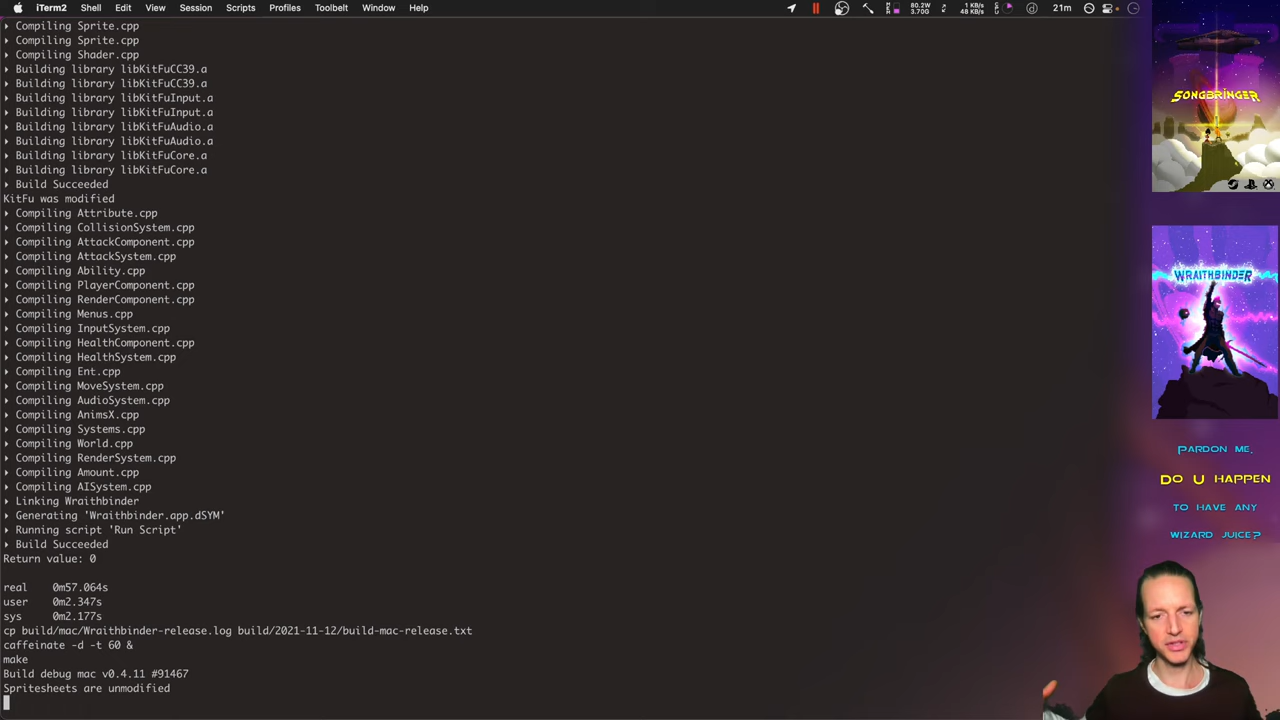 iTerm2 Shell Edit View Session Scripts Profiles Toolbelt Window Help
80.2W
3.70G
1 KB/s
48 KB/s
21m
▸ Compiling Sprite.cpp
▸ Compiling Sprite.cpp
▸ Compiling Shader.cpp
▸ Building library libKitFuCC39.a
▸ Building library libKitFuCC39.a
▸ Building library libKitFuInput.a
▸ Building library libKitFuInput.a
▸ Building library libKitFuAudio.a
▸ Building library libKitFuAudio.a
▸ Building library libKitFuCore.a
▸ Building library libKitFuCore.a
▸ Build Succeeded
KitFu was modified
▸ Compiling Attribute.cpp
▸ Compiling CollisionSystem.cpp
▸ Compiling AttackComponent.cpp
▸ Compiling AttackSystem.cpp
▸ Compiling Ability.cpp
▸ Compiling PlayerComponent.cpp
▸ Compiling RenderComponent.cpp
▸ Compiling Menus.cpp
▸ Compiling InputSystem.cpp
▸ Compiling HealthComponent.cpp
▸ Compiling HealthSystem.cpp
▸ Compiling Ent.cpp
▸ Compiling MoveSystem.cpp
▸ Compiling AudioSystem.cpp
▸ Compiling AnimsX.cpp
▸ Compiling Systems.cpp
▸ Compiling World.cpp
▸ Compiling RenderSystem.cpp
▸ Compiling Amount.cpp
▸ Compiling AISystem.cpp
▸ Linking Wraithbinder
▸ Generating 'Wraithbinder.app.dSYM'
▸ Running script 'Run Script'
▸ Build Succeeded
Return value: 0
real 0m57.064s
user 0m2.347s
sys 0m2.177s
cp build/mac/Wraithbinder-release.log build/2021-11-12/build-mac-release.txt
caffeinate -d -t 60 &
make
Build debug mac v0.4.11 #91467
Spritesheets are unmodified
SONGBRINGER
WRAITHBINDER
PARDON ME,
DO U HAPPEN
TO HAVE ANY
WIZARD JUICE?